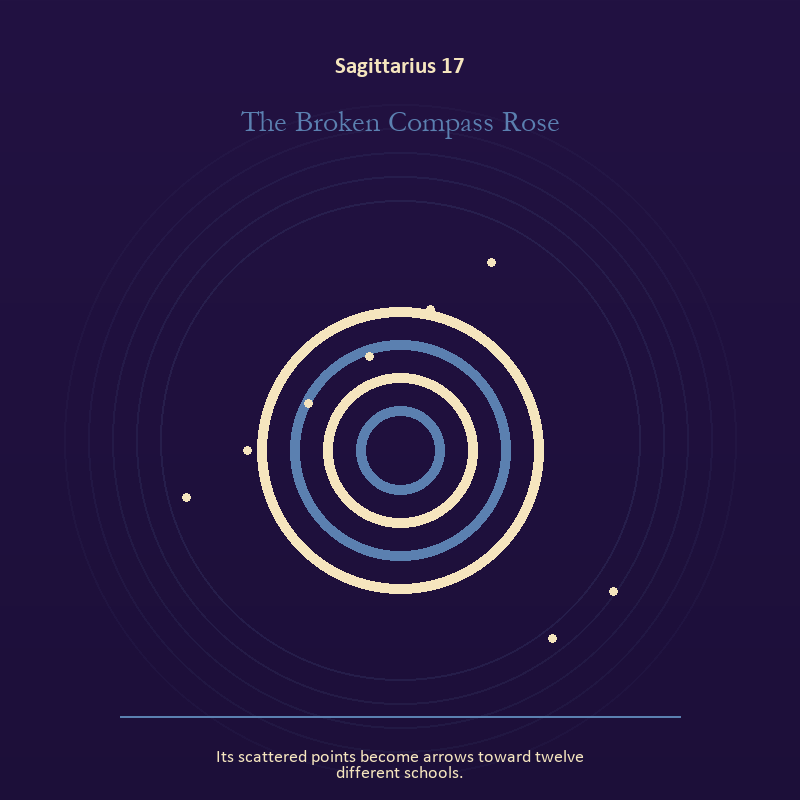 Sagittarius 17
The Broken Compass Rose
Its scattered points become arrows toward twelve
different schools.